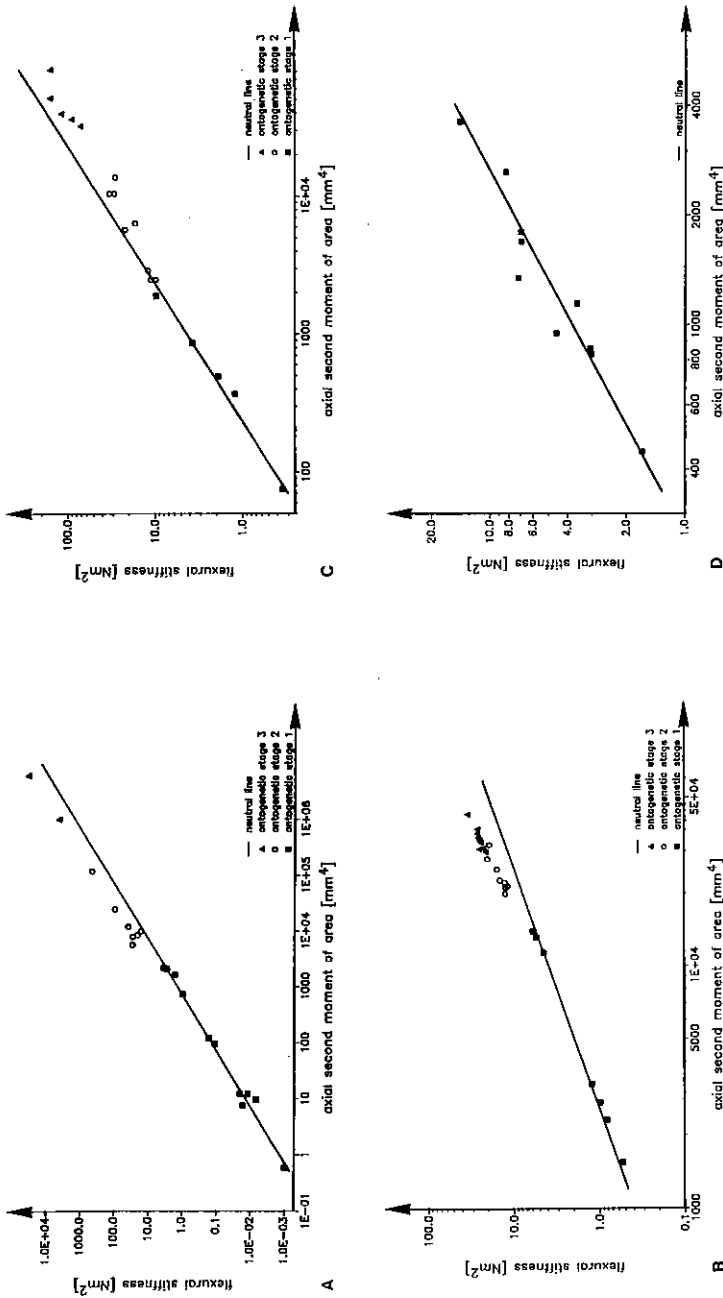 1.0E+04
1000.0
100.0
10.0
1.0
0.1
1.0E-02
1.0E-03
flexural stiffness [Nm2]
1E-01
1
10
100
1000
1E+04
1E+05
1E+06
axial second moment of area [mm4]
— neutral line
▲ ontogenetic stage 3
○ ontogenetic stage 2
■ ontogenetic stage 1
A
100.0
10.0
1.0
0.1
flexural stiffness [Nm2]
1000
5000
1E+04
5E+04
axial second moment of area [mm4]
— neutral line
▲ ontogenetic stage 3
○ ontogenetic stage 2
■ ontogenetic stage 1
B
100.0
10.0
1.0
flexural stiffness [Nm2]
100
1000
1E+04
axial second moment of area [mm4]
— neutral line
▲ ontogenetic stage 3
○ ontogenetic stage 2
■ ontogenetic stage 1
C
20.0
10.0
8.0
6.0
4.0
2.0
1.0
flexural stiffness [Nm2]
400
600
800
1000
2000
4000
axial second moment of area [mm4]
— neutral line
D